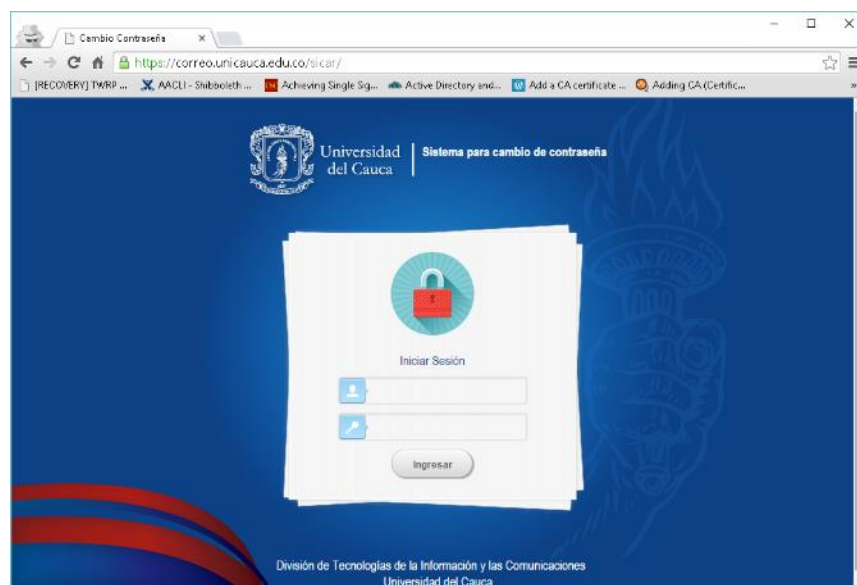 Cambio Contraseña
https://correo.unicauca.edu.co/sicar/
[RECOVERY] TWRP ... AACLI - Shibboleth ... Achieving Single Sig... Active Directory and... Add a CA certificate ... Adding CA (Certific...
Universidad
del Cauca
Sistema para cambio de contraseña
Iniciar Sesión
Ingresar
División de Tecnologías de la Información y las Comunicaciones
Universidad del Cauca